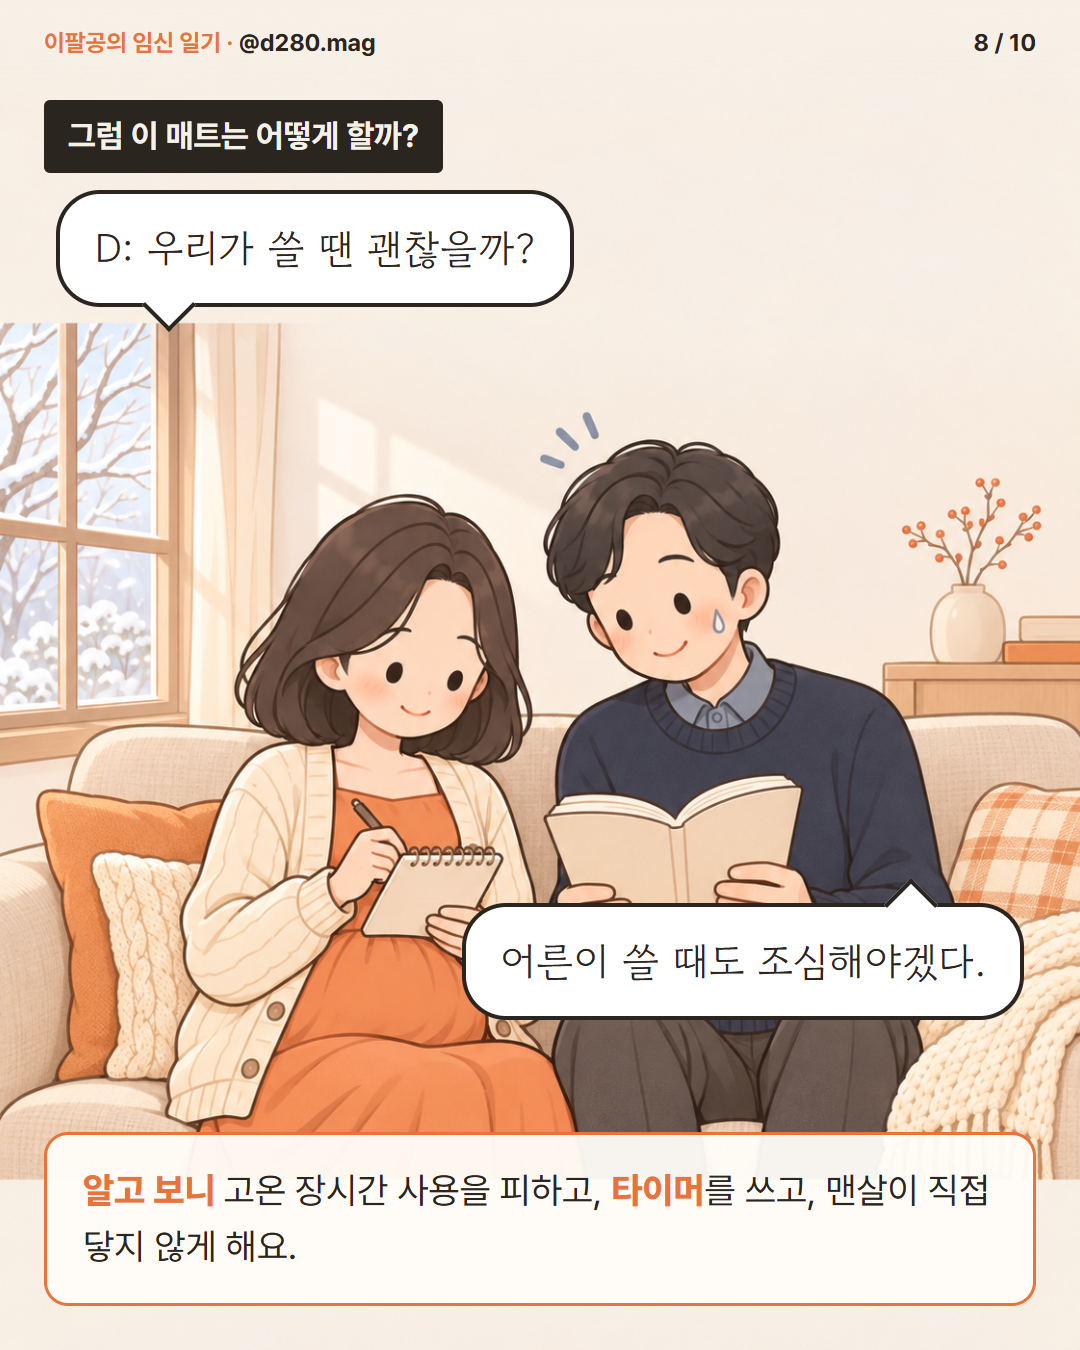 이팔공의 임신 일기 · @d280.mag
8 / 10
그럼 이 매트는 어떻게 할까?
D: 우리가 쓸 땐 괜찮을까?
어른이 쓸 때도 조심해야겠다.
알고 보니 고온 장시간 사용을 피하고, 타이머를 쓰고, 맨살이 직접
닿지 않게 해요.